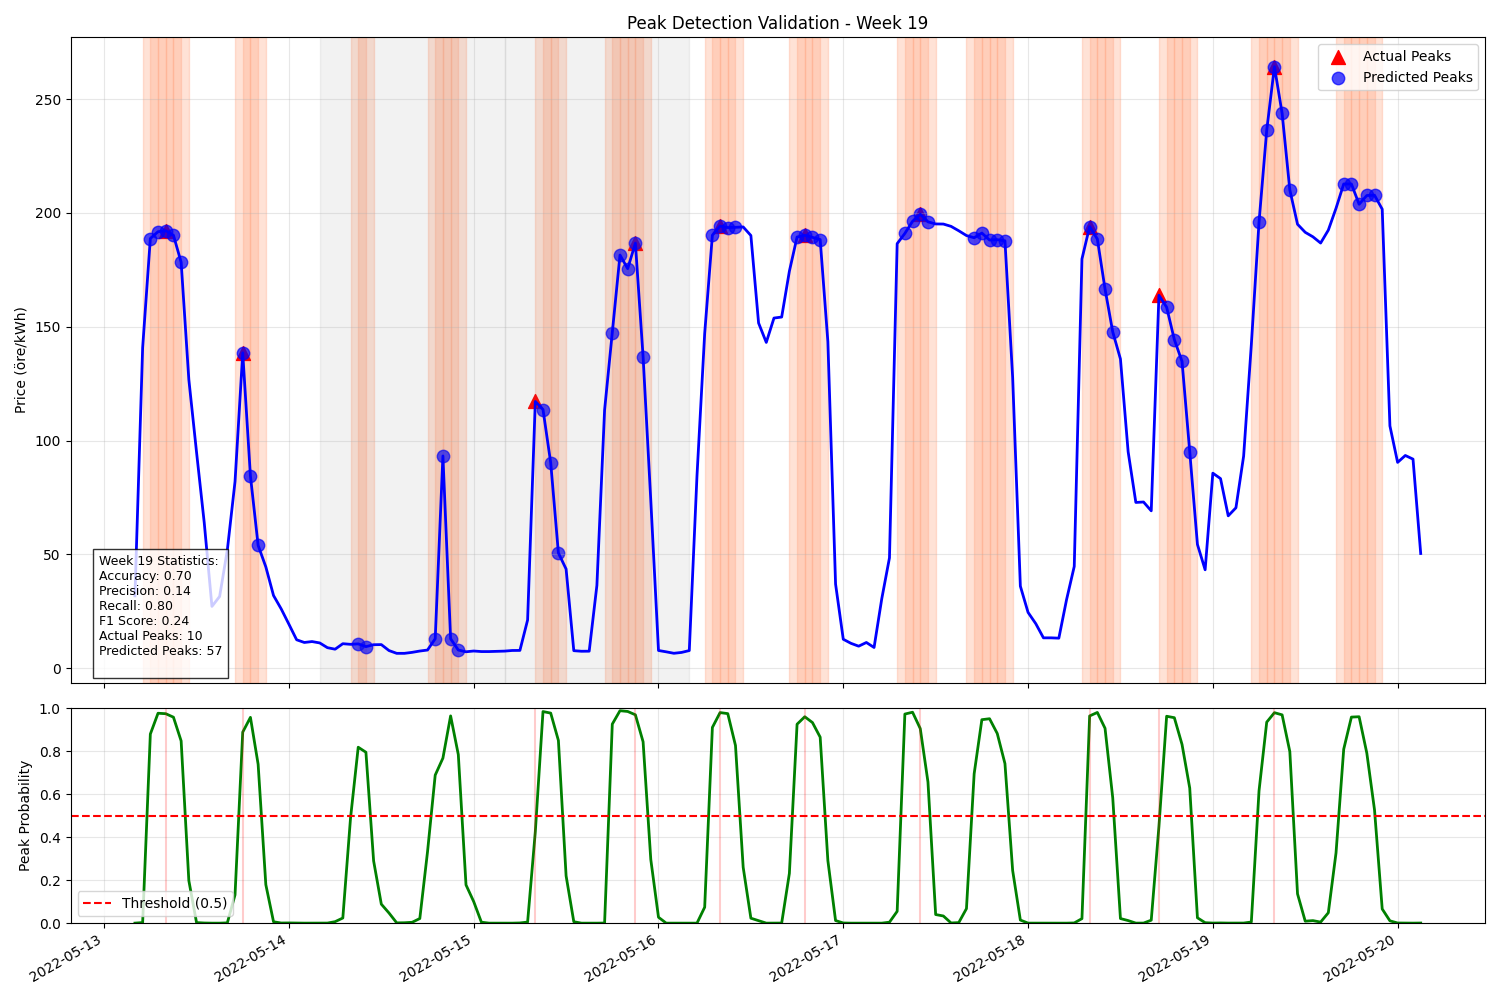 Peak Detection Validation - Week 19
Actual Peaks
Predicted Peaks
Price (öre/kWh)
250
200
150
100
50
0
Week 19 Statistics:
Accuracy: 0.70
Precision: 0.14
Recall: 0.80
F1 Score: 0.24
Actual Peaks: 10
Predicted Peaks: 57
Peak Probability
1.0
0.8
0.6
0.4
0.2
0.0
Threshold (0.5)
2022-05-13
2022-05-14
2022-05-15
2022-05-16
2022-05-17
2022-05-18
2022-05-19
2022-05-20